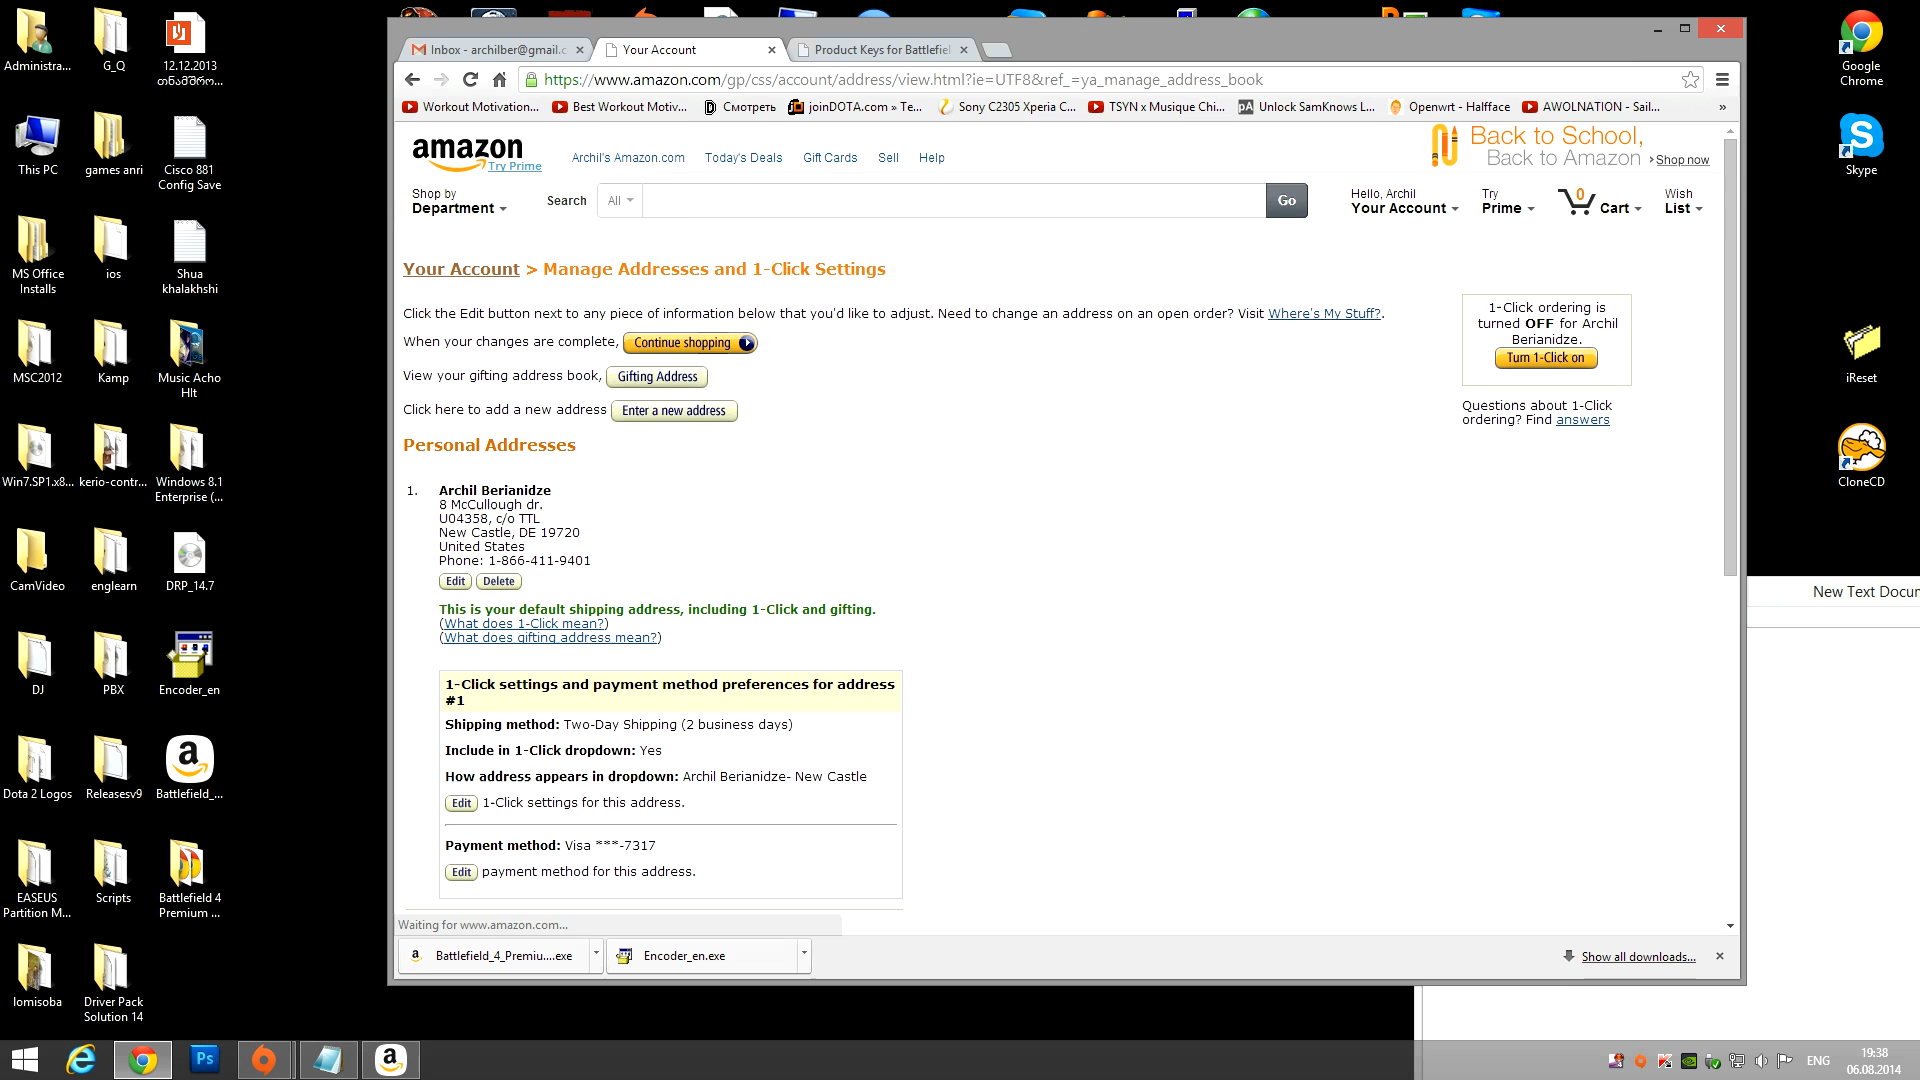 Administra...
G_Q
12.12.2013
თანაშრო...
This PC
games anri
Cisco 881
Config Save
MS Office
Installs
ios
Shua
khalakhshi
MSC2012
Kamp
Music Acho
Hlt
Win7.SP1.x8...
kerio-contr...
Windows 8.1
Enterprise (...
CamVideo
englearn
DRP_14.7
DJ
PBX
Encoder_en
Dota 2 Logos
Releasesv9
Battlefield_...
EASEUS
Partition M...
Scripts
Battlefield 4
Premium ...
lomisoba
Driver Pack
Solution 14
Inbox - archilber@gmail.c
Your Account
Product Keys for Battlefiel
https://www.amazon.com/gp/css/account/address/view.html?ie=UTF8&ref_=ya_manage_address_book
Workout Motivation...
Best Workout Motiv...
Смотреть
joinDOTA.com » Te...
Sony C2305 Xperia C...
TSYN x Musique Chi...
Unlock SamKnows L...
Openwrt - Halfface
AWOLNATION - Sail...
»
amazon
Try Prime
Archil's Amazon.com
Today's Deals
Gift Cards
Sell
Help
Back to School,
Back to Amazon
Shop now
Shop by
Department
Search
All
Go
Hello, Archil
Your Account
Try
Prime
0
Cart
Wish
List
Your Account > Manage Addresses and 1-Click Settings
Click the Edit button next to any piece of information below that you'd like to adjust. Need to change an address on an open order? Visit Where's My Stuff?.
When your changes are complete, Continue shopping
View your gifting address book, Gifting Address
Click here to add a new address Enter a new address
1-Click ordering is
turned OFF for Archil
Berianidze.
Turn 1-Click on
Questions about 1-Click
ordering? Find answers
Personal Addresses
1. Archil Berianidze
8 McCullough dr.
U04358, c/o TTL
New Castle, DE 19720
United States
Phone: 1-866-411-9401
Edit Delete
This is your default shipping address, including 1-Click and gifting.
(What does 1-Click mean?)
(What does gifting address mean?)
1-Click settings and payment method preferences for address
#1
Shipping method: Two-Day Shipping (2 business days)
Include in 1-Click dropdown: Yes
How address appears in dropdown: Archil Berianidze- New Castle
Edit 1-Click settings for this address.
Payment method: Visa ***-7317
Edit payment method for this address.
Waiting for www.amazon.com...
Battlefield_4_Premiu....exe
Encoder_en.exe
Show all downloads...
Google
Chrome
Skype
iReset
CloneCD
New Text Docun
Ps
ENG
19:38
06.08.2014